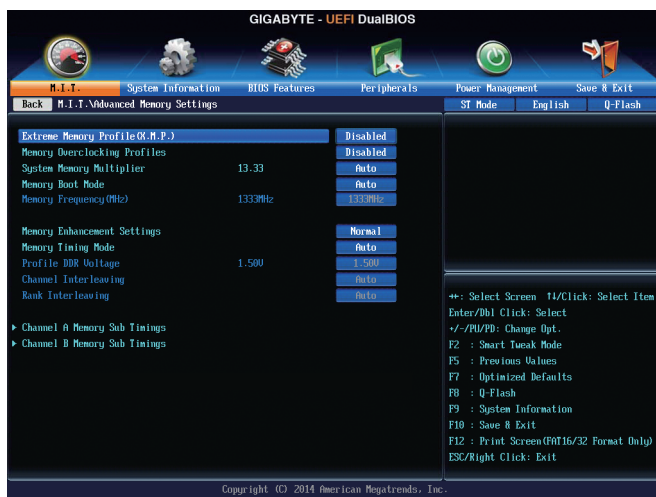 GIGABYTE - UEFI DualBIOS
M.I.T. System Information BIOS Features Peripherals Power Management Save & Exit
Back M.I.T.\Advanced Memory Settings ST Mode English Q-Flash
Extreme Memory Profile(X.M.P.) Disabled
Memory Overclocking Profiles Disabled
System Memory Multiplier 13.33 Auto
Memory Boot Mode Auto
Memory Frequency(MHz) 1333MHz 1333MHz
Memory Enhancement Settings Normal
Memory Timing Mode Auto
Profile DDR Voltage 1.50V 1.50V
Channel Interleaving Auto
Rank Interleaving Auto
Channel A Memory Sub Timings
Channel B Memory Sub Timings
→←: Select Screen ↑↓/Click: Select Item
Enter/Dbl Click: Select
+/-/PU/PD: Change Opt.
F2 : Smart Tweak Mode
F5 : Previous Values
F7 : Optimized Defaults
F8 : Q-Flash
F9 : System Information
F10 : Save & Exit
F12 : Print Screen(FAT16/32 Format Only)
ESC/Right Click: Exit
Copyright (C) 2014 American Megatrends, Inc.